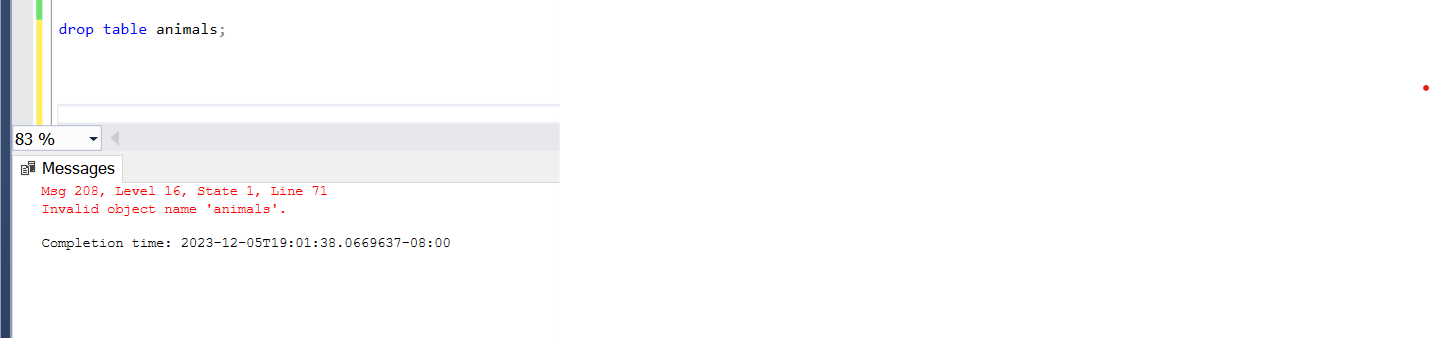 drop table animals;
83 %
Messages
Msg 208, Level 16, State 1, Line 71
Invalid object name 'animals'.
Completion time: 2023-12-05T19:01:38.0669637-08:00